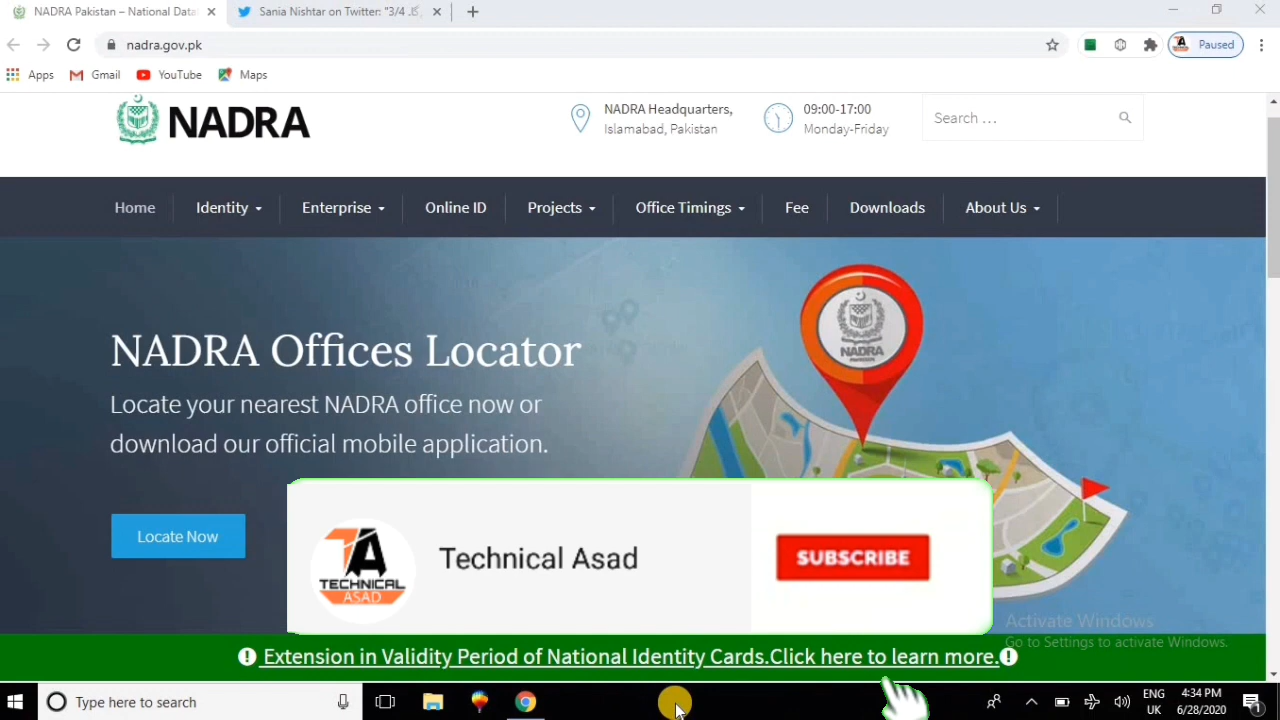 NADRA Pakistan – National Data
Sania Nishtar on Twitter: "3/4
nadra.gov.pk
Paused
Apps
Gmail
YouTube
Maps
NADRA
NADRA Headquarters,
Islamabad, Pakistan
09:00-17:00
Monday-Friday
Search …
Home
Identity
Enterprise
Online ID
Projects
Office Timings
Fee
Downloads
About Us
NADRA Offices Locator
Locate your nearest NADRA office now or
download our official mobile application.
NADRA
Locate Now
TA
TECHNICAL
ASAD
Technical Asad
SUBSCRIBE
Activate Windows
Go to Settings to activate Windows.
Extension in Validity Period of National Identity Cards.Click here to learn more.
Type here to search
ENG
UK
4:34 PM
6/28/2020
1